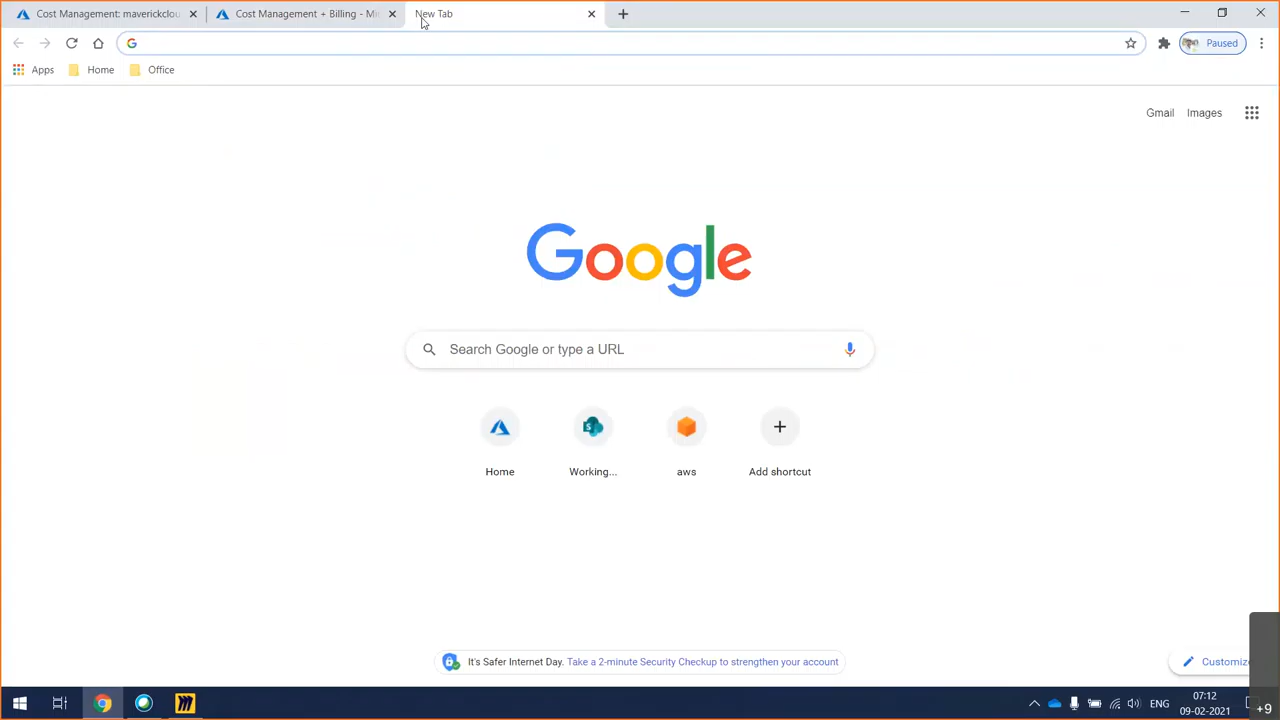 Cost Management: maverickclou
Cost Management + Billing - Mi
New Tab
Paused
Apps
Home
Office
Gmail
Images
Google
Search Google or type a URL
Home
Working...
aws
Add shortcut
It's Safer Internet Day. Take a 2-minute Security Checkup to strengthen your account
Customize
ENG
07:12
09-02-2021
+9